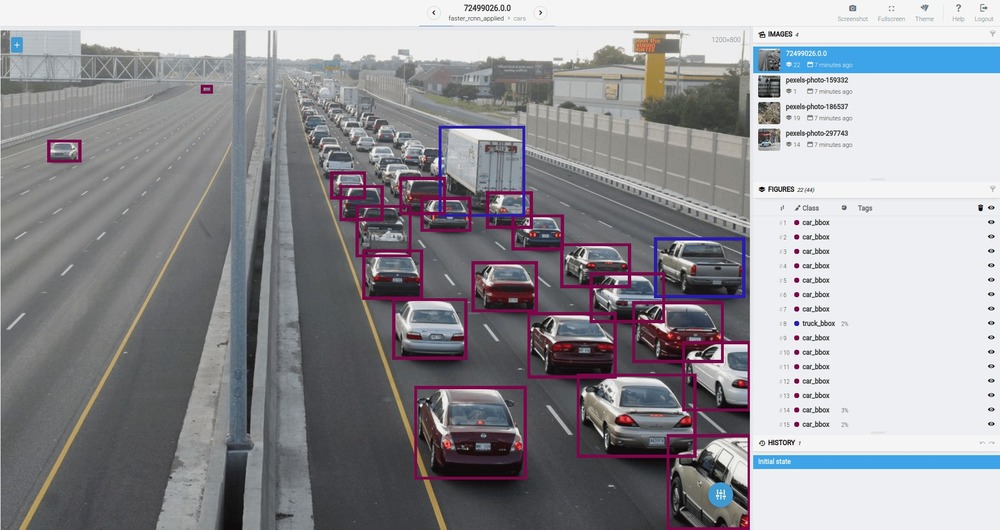 72499026.0.0
faster_rcnn_applied • cars
Screenshot
Fullscreen
Theme
Help
Logout
1200×800
IMAGES 4
72499026.0.0
22 7 minutes ago
pexels-photo-159332
1 7 minutes ago
pexels-photo-186537
19 7 minutes ago
pexels-photo-297743
14 7 minutes ago
FIGURES 22 (44)
Class Tags
#1 car_bbox
#2 car_bbox
#3 car_bbox
#4 car_bbox
#5 car_bbox
#6 car_bbox
#7 car_bbox
#8 truck_bbox 2%
#9 car_bbox
#10 car_bbox
#11 car_bbox
#12 car_bbox
#13 car_bbox
#14 car_bbox 3%
#15 car_bbox 2%
HISTORY 1
Initial state